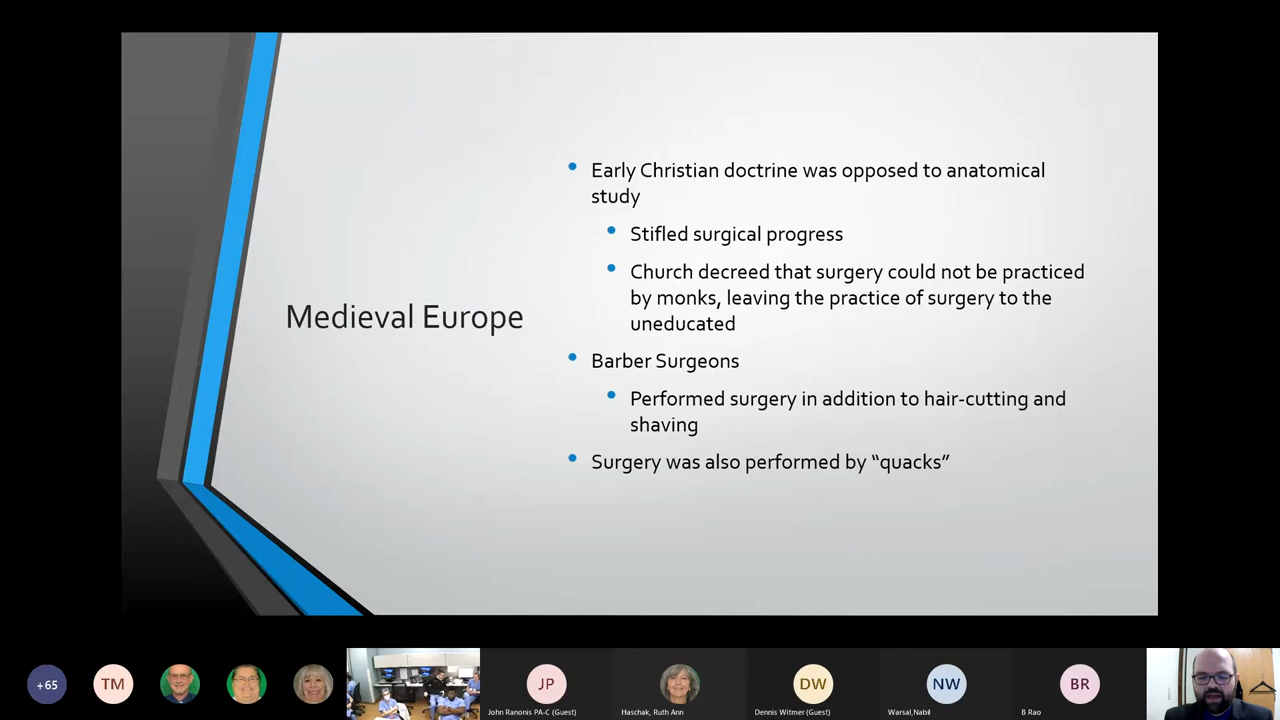 Early Christian doctrine was opposed to anatomical
study
Stifled surgical progress
Church decreed that surgery could not be practiced
by monks, leaving the practice of surgery to the
uneducated
Medieval Europe
Barber Surgeons
Performed surgery in addition to hair-cutting and
shaving
Surgery was also performed by “quacks”
+65
TM
JP
DW
NW
BR
John Ranonis PA-C (Guest)
Haschak, Ruth Ann
Dennis Witmer (Guest)
Warsal,Nabil
B Rao